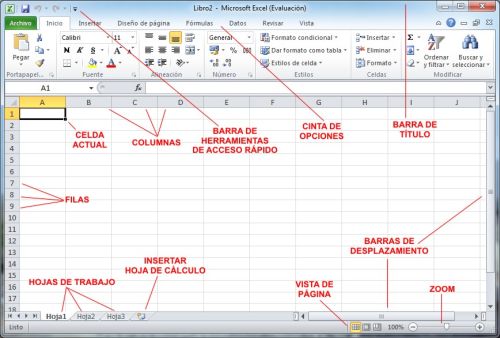 Libro2 - Microsoft Excel (Evaluación)
Archivo Inicio Insertar Diseño de página Fórmulas Datos Revisar Vista
Calibri 11 General Formato condicional Insertar
Pegar N K S Dar formato como tabla Eliminar Ordenar y filtrar Buscar y seleccionar
Estilos de celda Formato
Portapapel... Fuente Alineación Número Estilos Celdas Modificar
A1 fx
A B C D E F G H I J
1
2
3
4
5
6
7
8
9
10
11
12
13
14
15
16
17
18
CELDA ACTUAL
COLUMNAS
BARRA DE HERRAMIENTAS DE ACCESO RÁPIDO
CINTA DE OPCIONES
BARRA DE TÍTULO
FILAS
BARRAS DE DESPLAZAMIENTO
INSERTAR HOJA DE CÁLCULO
HOJAS DE TRABAJO
VISTA DE PÁGINA
ZOOM
Hoja1 Hoja2 Hoja3
Listo 100%